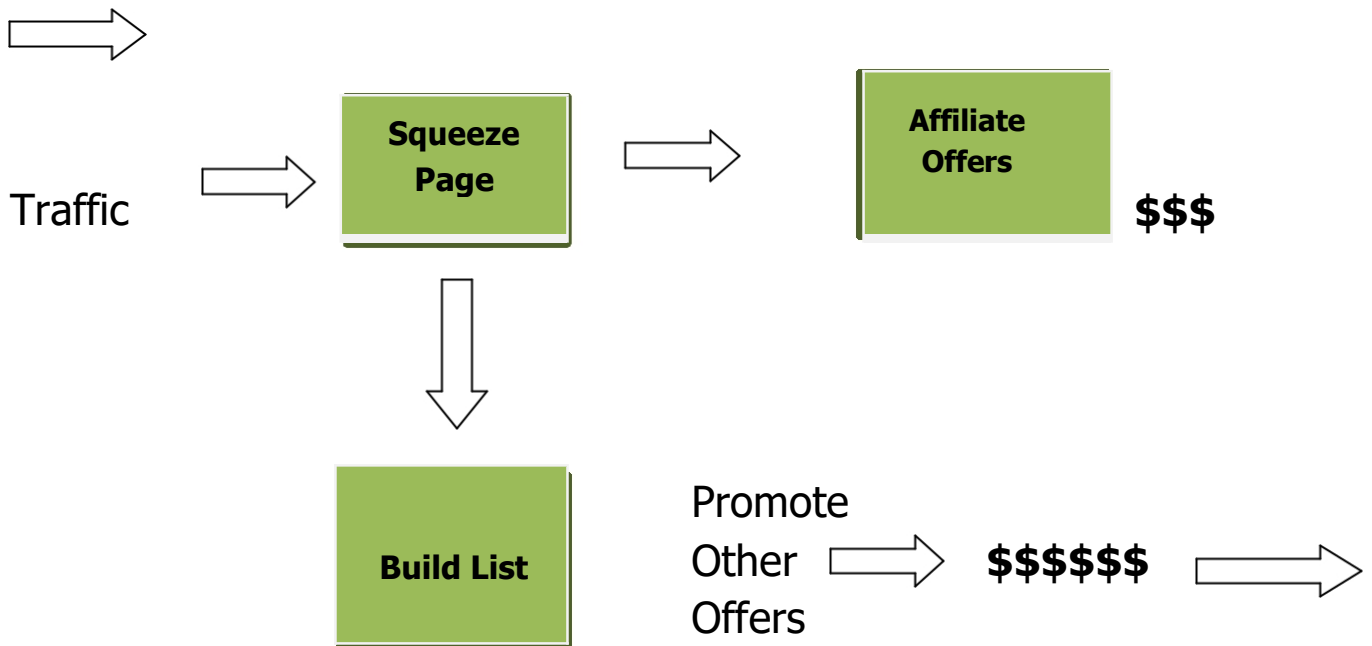 Traffic
Squeeze
Page
Affiliate
Offers
$$$
Build List
Promote
Other
Offers
$$$$$$